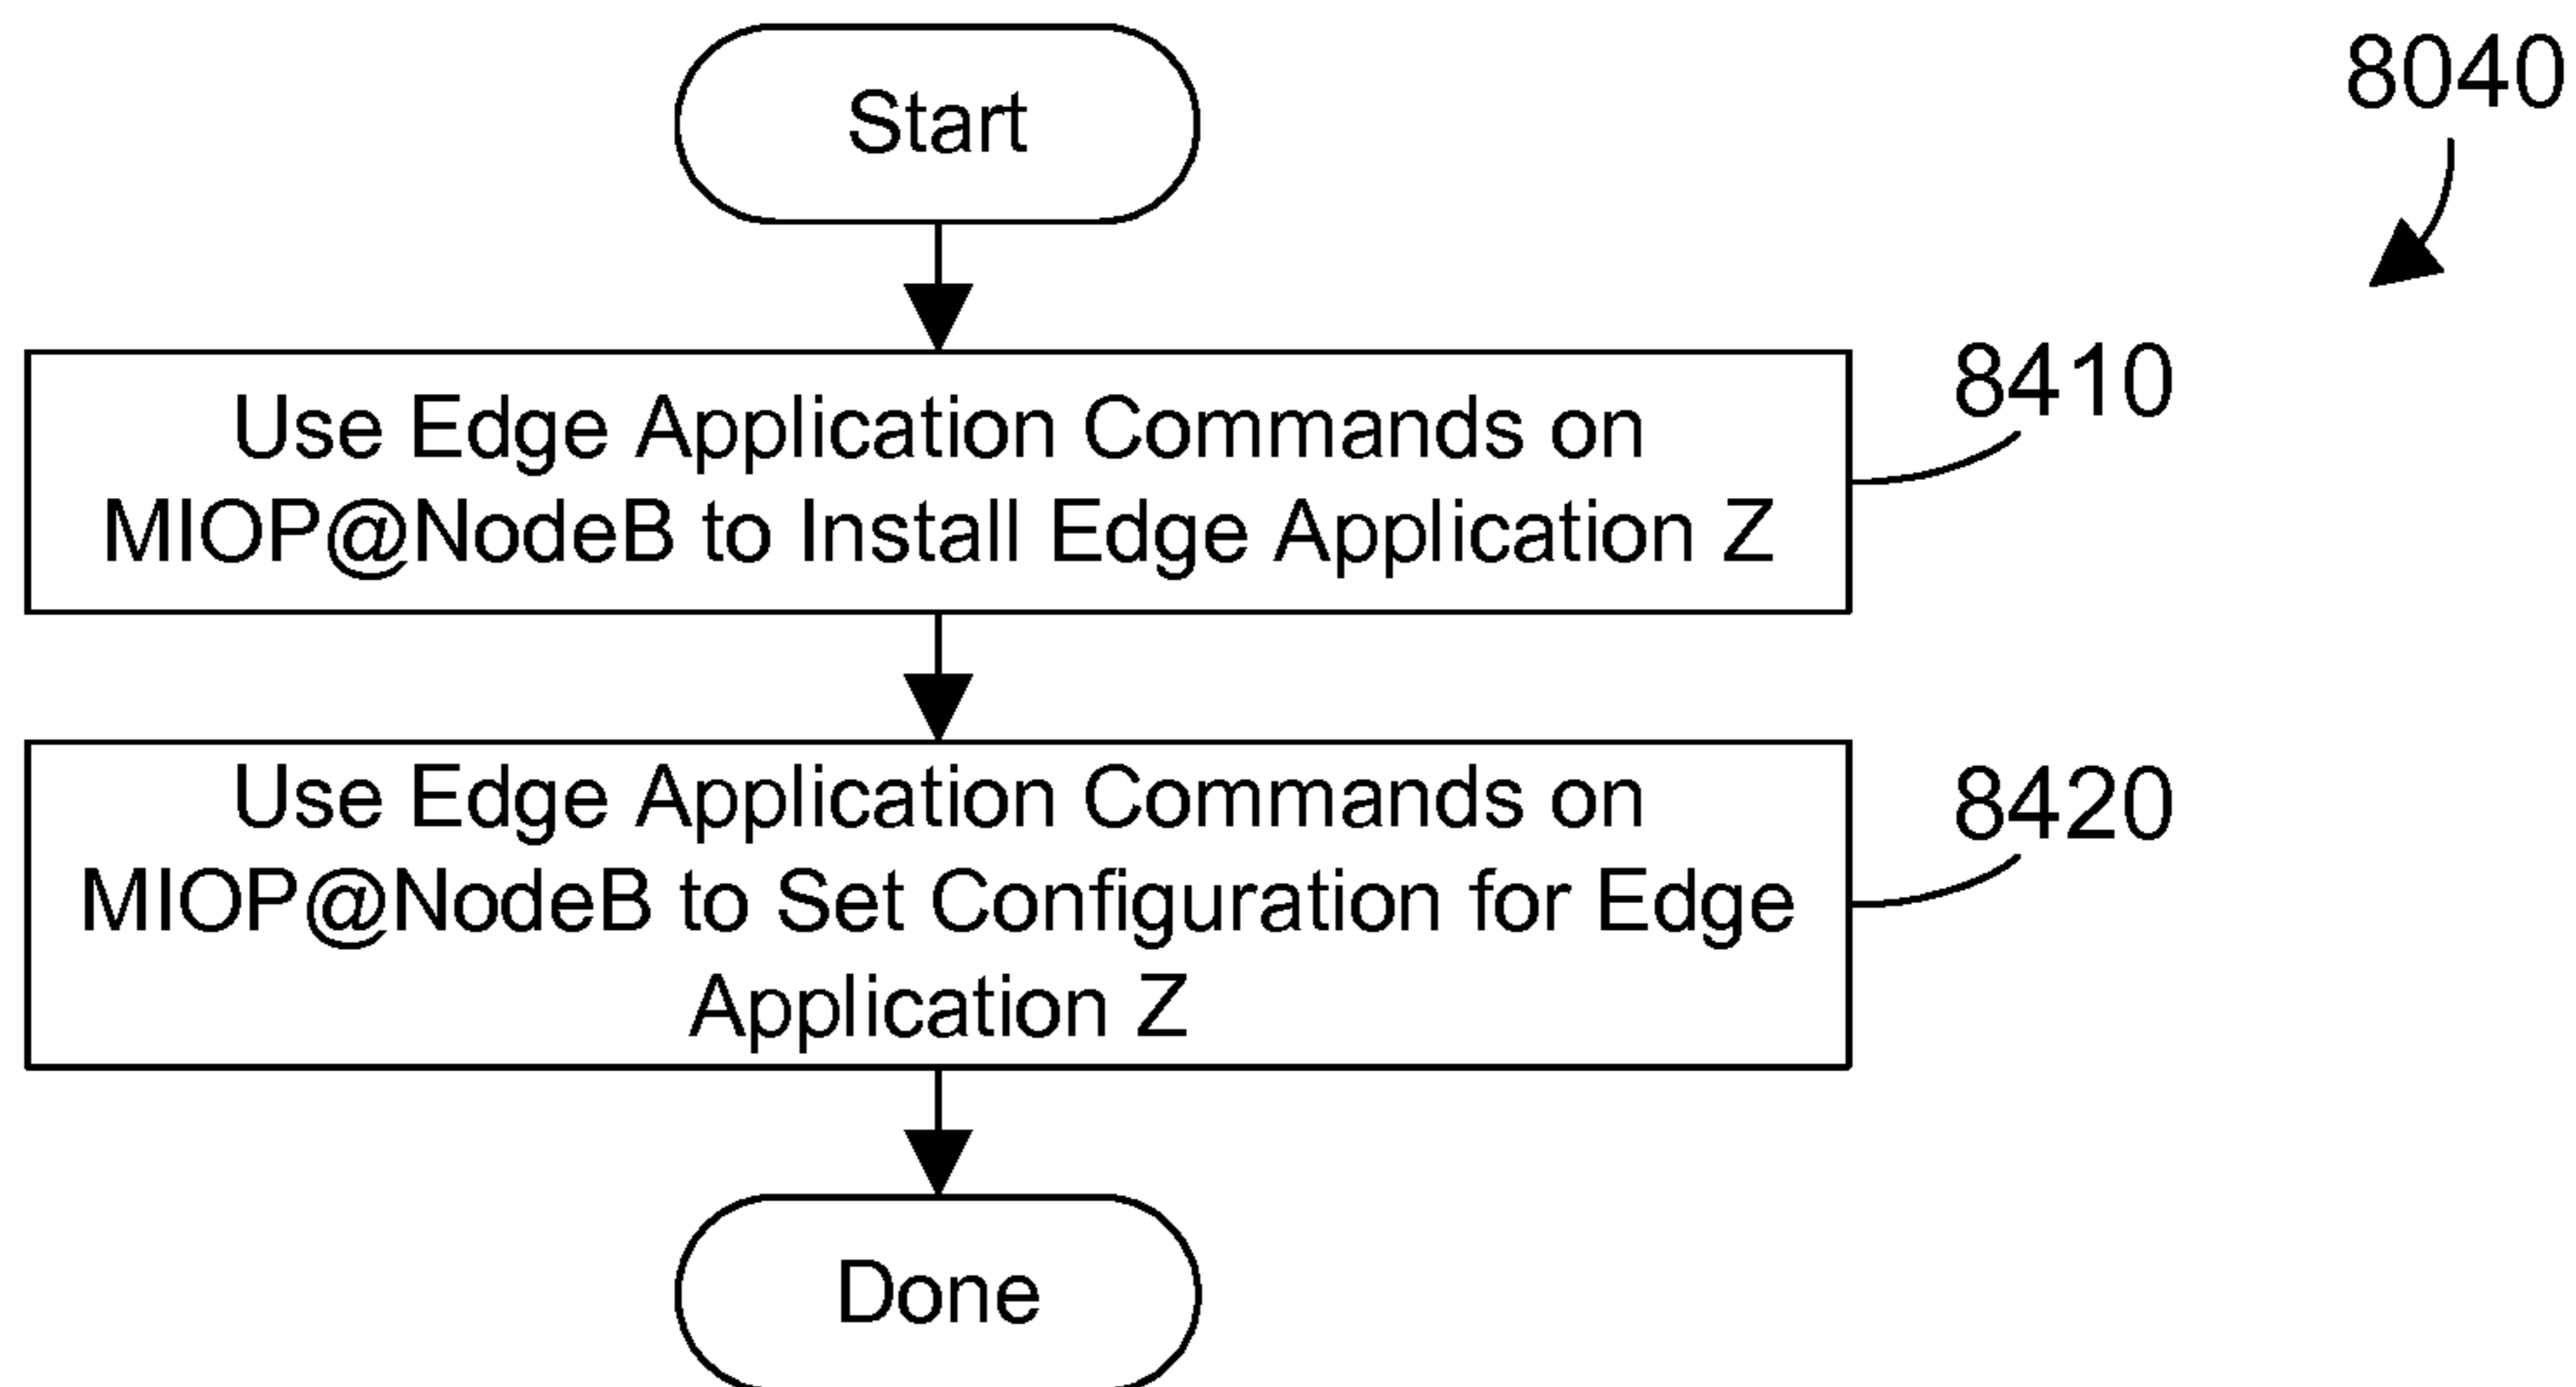 Start
8040
Use Edge Application Commands on
MIOP@NodeB to Install Edge Application Z
8410
Use Edge Application Commands on
MIOP@NodeB to Set Configuration for Edge
Application Z
8420
Done